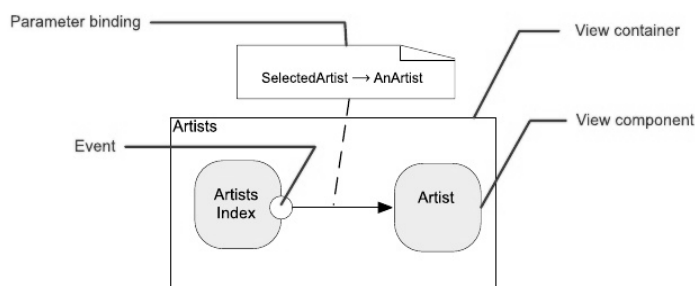 Parameter binding
View container
SelectedArtist → AnArtist
Artists
View component
Event
Artists
Index
Artist